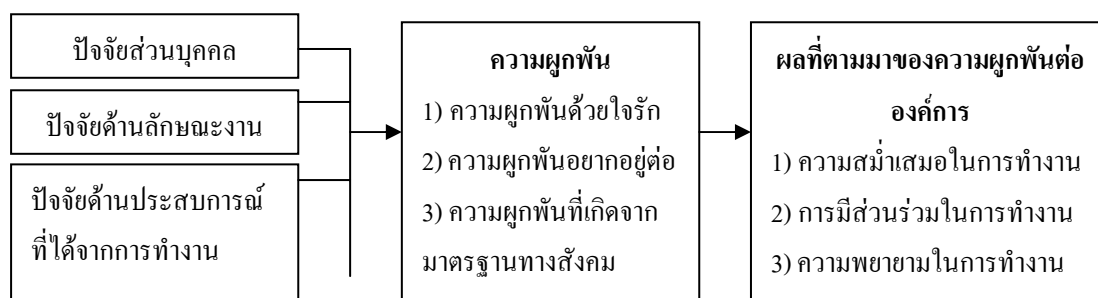 ปัจจัยส่วนบุคคล
ปัจจัยด้านลักษณะงาน
ปัจจัยด้านประสบการณ์
ที่ได้จากการทำงาน
ความผูกพัน
1) ความผูกพันด้วยใจรัก
2) ความผูกพันอยากอยู่ต่อ
3) ความผูกพันที่เกิดจาก
มาตรฐานทางสังคม
ผลที่ตามมาของความผูกพันต่อ
องค์การ
1) ความสม่ำเสมอในการทำงาน
2) การมีส่วนร่วมในการทำงาน
3) ความพยายามในการทำงาน